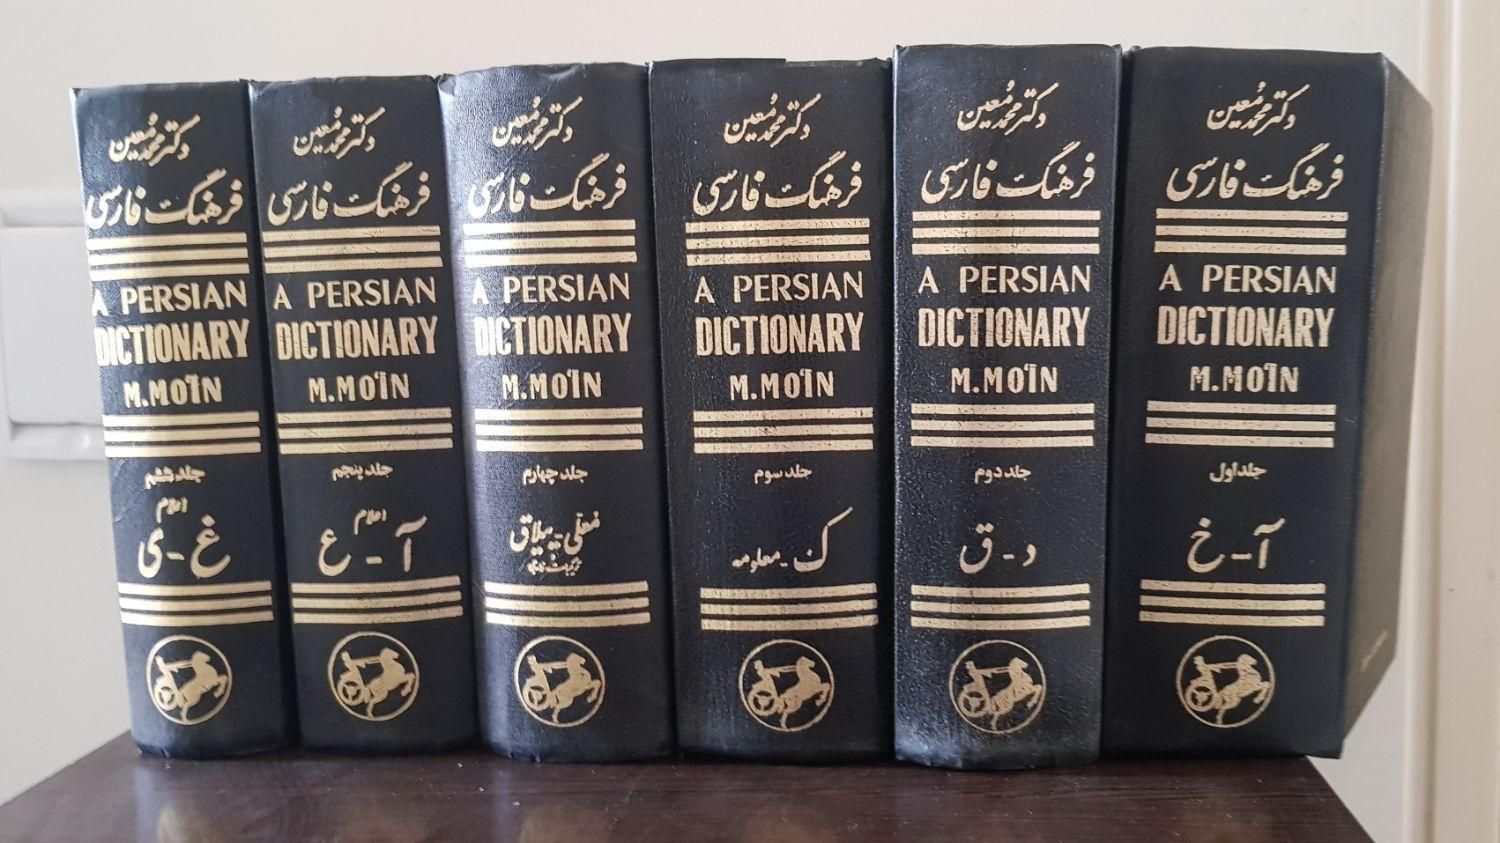 دکتر محمد معین
فرهنگ فارسی
A PERSIAN
DICTIONARY
M.MO'IN
جلد ششم
اعلام
غ - ی
دکتر محمد معین
فرهنگ فارسی
A PERSIAN
DICTIONARY
M.MO'IN
جلد پنجم
اعلام
آ - ع
دکتر محمد معین
فرهنگ فارسی
A PERSIAN
DICTIONARY
M.MO'IN
جلد چهارم
معلی - ییلاق
دکتر محمد معین
فرهنگ فارسی
A PERSIAN
DICTIONARY
M.MO'IN
جلد سوم
ک - معلومه
دکتر محمد معین
فرهنگ فارسی
A PERSIAN
DICTIONARY
M.MO'IN
جلد دوم
د - ق
دکتر محمد معین
فرهنگ فارسی
A PERSIAN
DICTIONARY
M.MO'IN
جلد اول
آ - خ